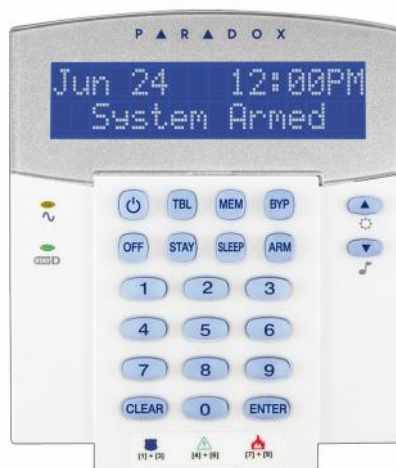 PARADOX
Jun 24 12:00PM
System Armed
TBL MEM BYP
OFF STAY SLEEP ARM
1 2 3
4 5 6
7 8 9
CLEAR 0 ENTER
[1] + [3] [4] + [6] [7] + [9]